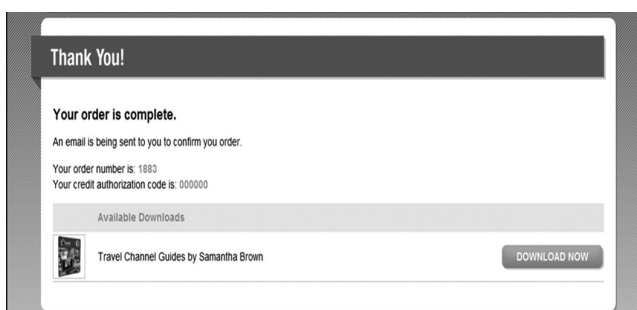 Thank You!
Your order is complete.
An email is being sent to you to confirm you order.
Your order number is: 1883
Your credit authorization code is: 000000
Available Downloads
Travel Channel Guides by Samantha Brown
DOWNLOAD NOW